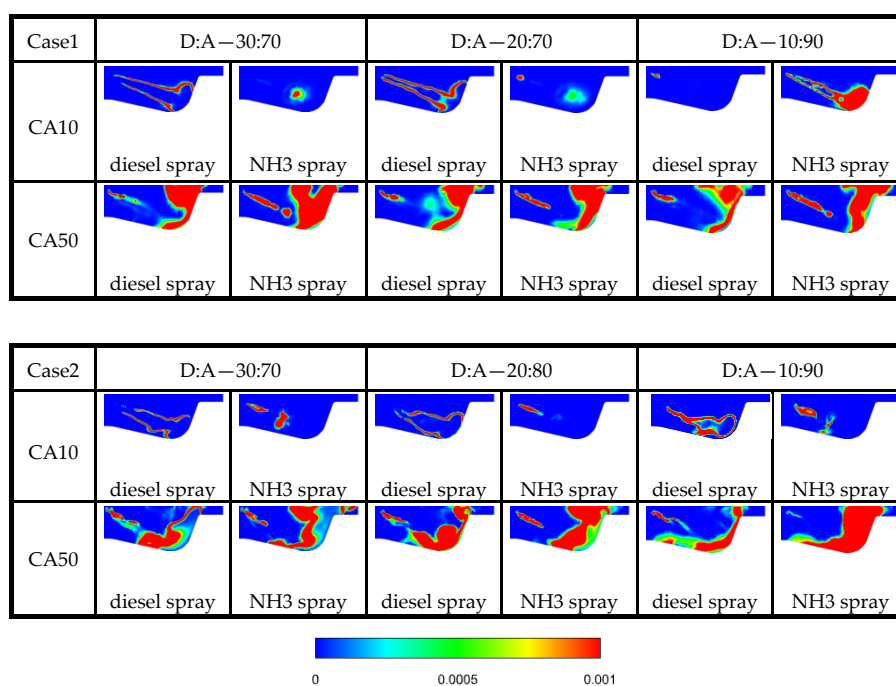 Case1 D:A—30:70 D:A—20:70 D:A—10:90
CA10
diesel spray NH3 spray diesel spray NH3 spray diesel spray NH3 spray
CA50
diesel spray NH3 spray diesel spray NH3 spray diesel spray NH3 spray
Case2 D:A—30:70 D:A—20:80 D:A—10:90
CA10
diesel spray NH3 spray diesel spray NH3 spray diesel spray NH3 spray
CA50
diesel spray NH3 spray diesel spray NH3 spray diesel spray NH3 spray
0 0.0005 0.001